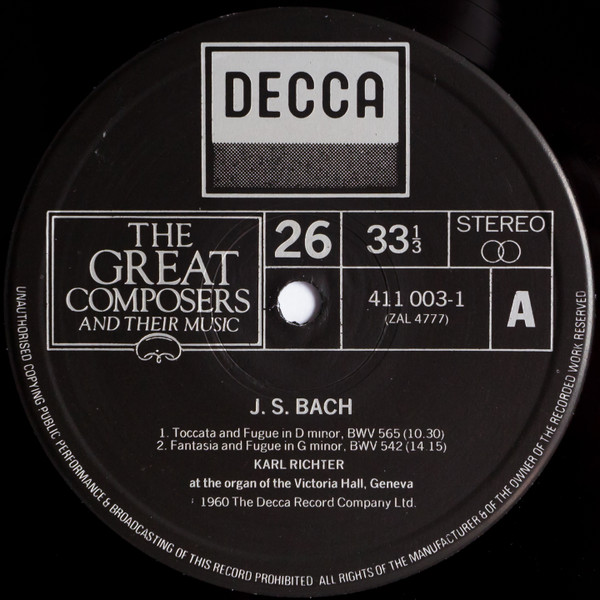 DECCA
THE
GREAT
COMPOSERS
AND THEIR MUSIC
26
33 1/3
STEREO
411 003-1
(ZAL 4777)
A
J. S. BACH
1. Toccata and Fugue in D minor, BWV 565 (10.30)
2. Fantasia and Fugue in G minor, BWV 542 (14 15)
KARL RICHTER
at the organ of the Victoria Hall, Geneva
1960 The Decca Record Company Ltd.
UNAUTHORISED COPYING PUBLIC PERFORMANCE & BROADCASTING OF THIS RECORD PROHIBITED ALL RIGHTS OF THE MANUFACTURER & OF THE OWNER OF THE RECORDED WORK RESERVED